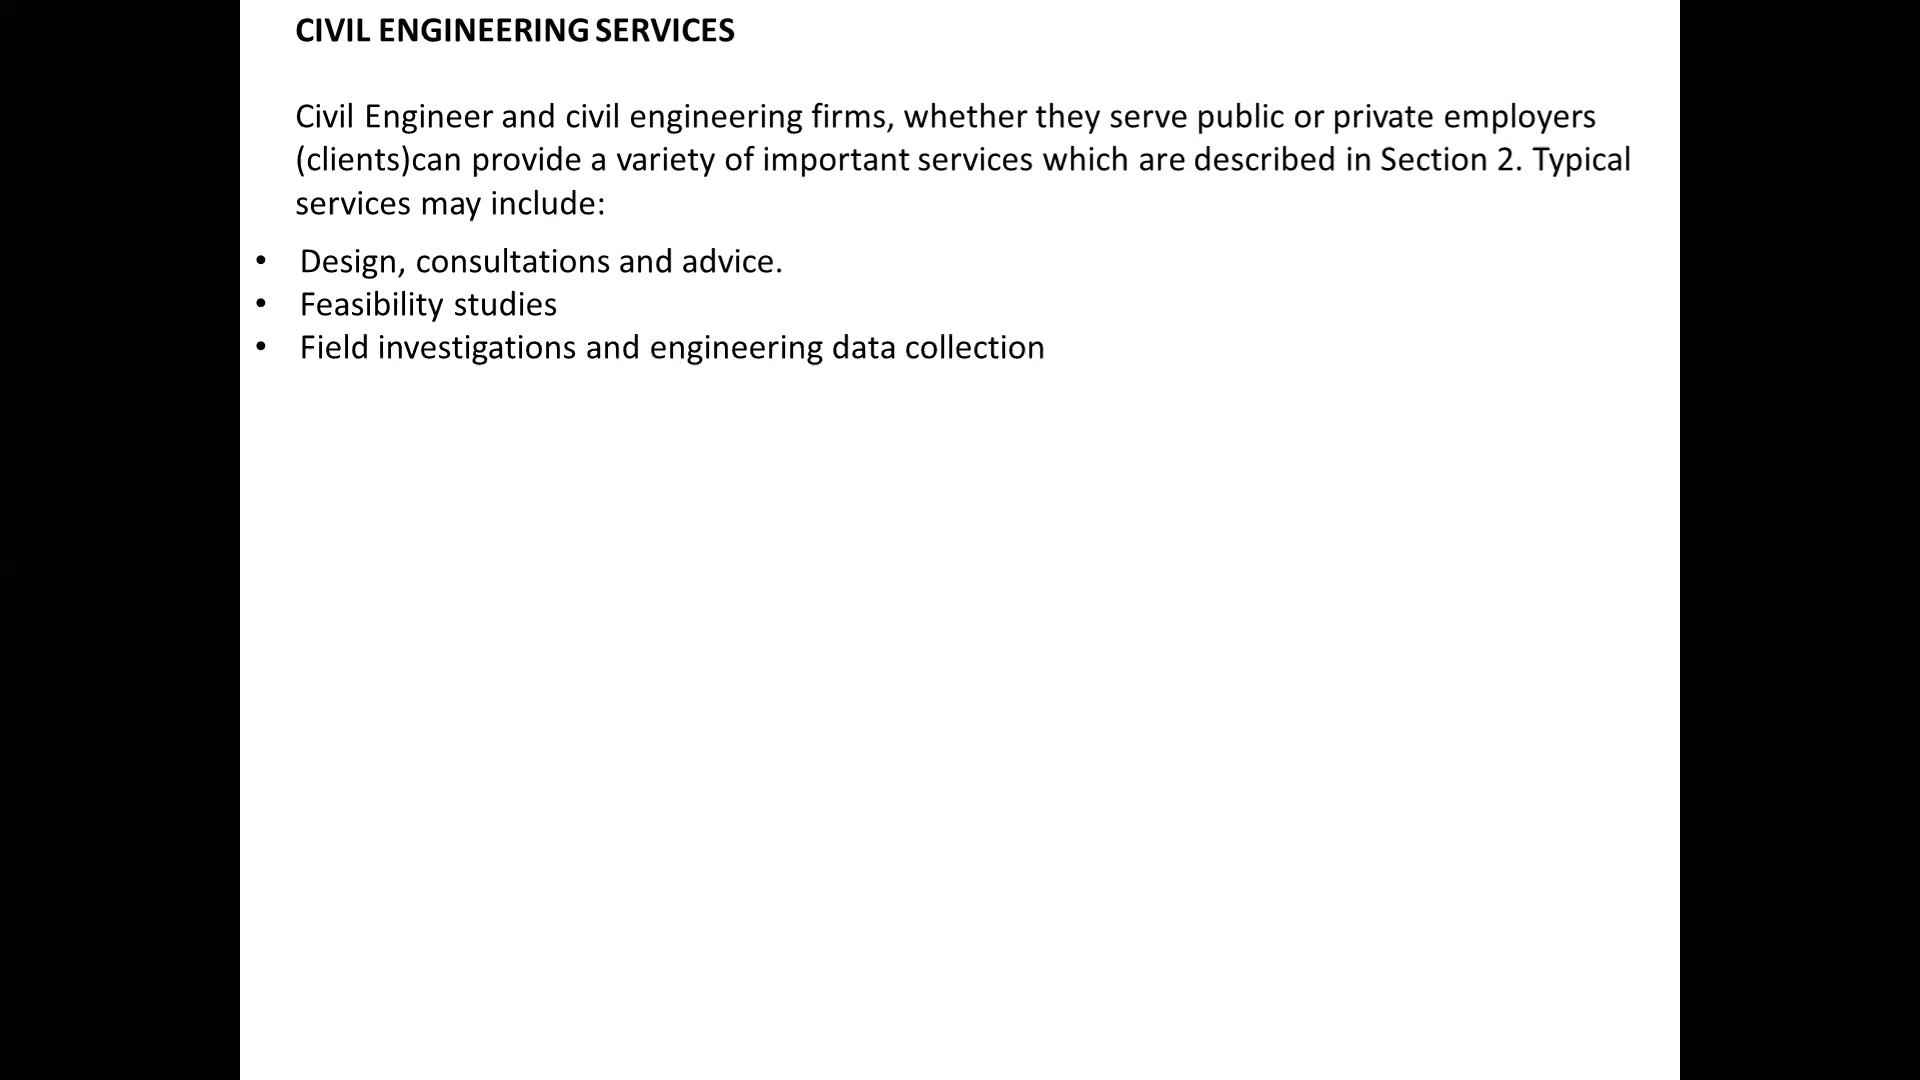 CIVIL ENGINEERING SERVICES
Civil Engineer and civil engineering firms, whether they serve public or private employers
(clients)can provide a variety of important services which are described in Section 2. Typical
services may include:
• Design, consultations and advice.
• Feasibility studies
• Field investigations and engineering data collection